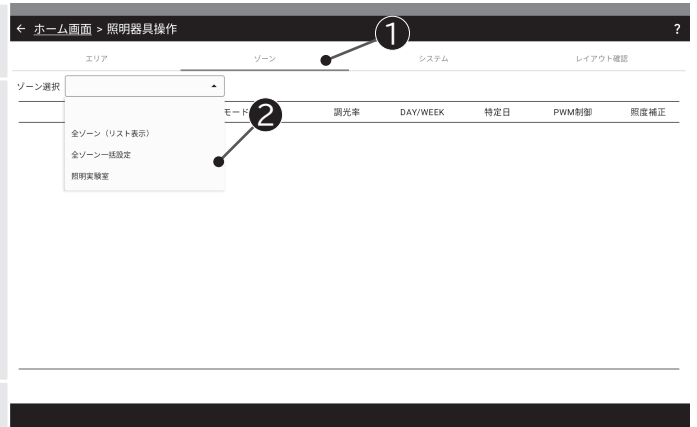 ← ホーム画面 > 照明器具操作 ?
1
エリア ゾーン システム レイアウト確認
ゾーン選択
モード 調光率 DAY/WEEK 特定日 PWM制御 照度補正
2
全ゾーン（リスト表示）
全ゾーン一括設定
照明実験室